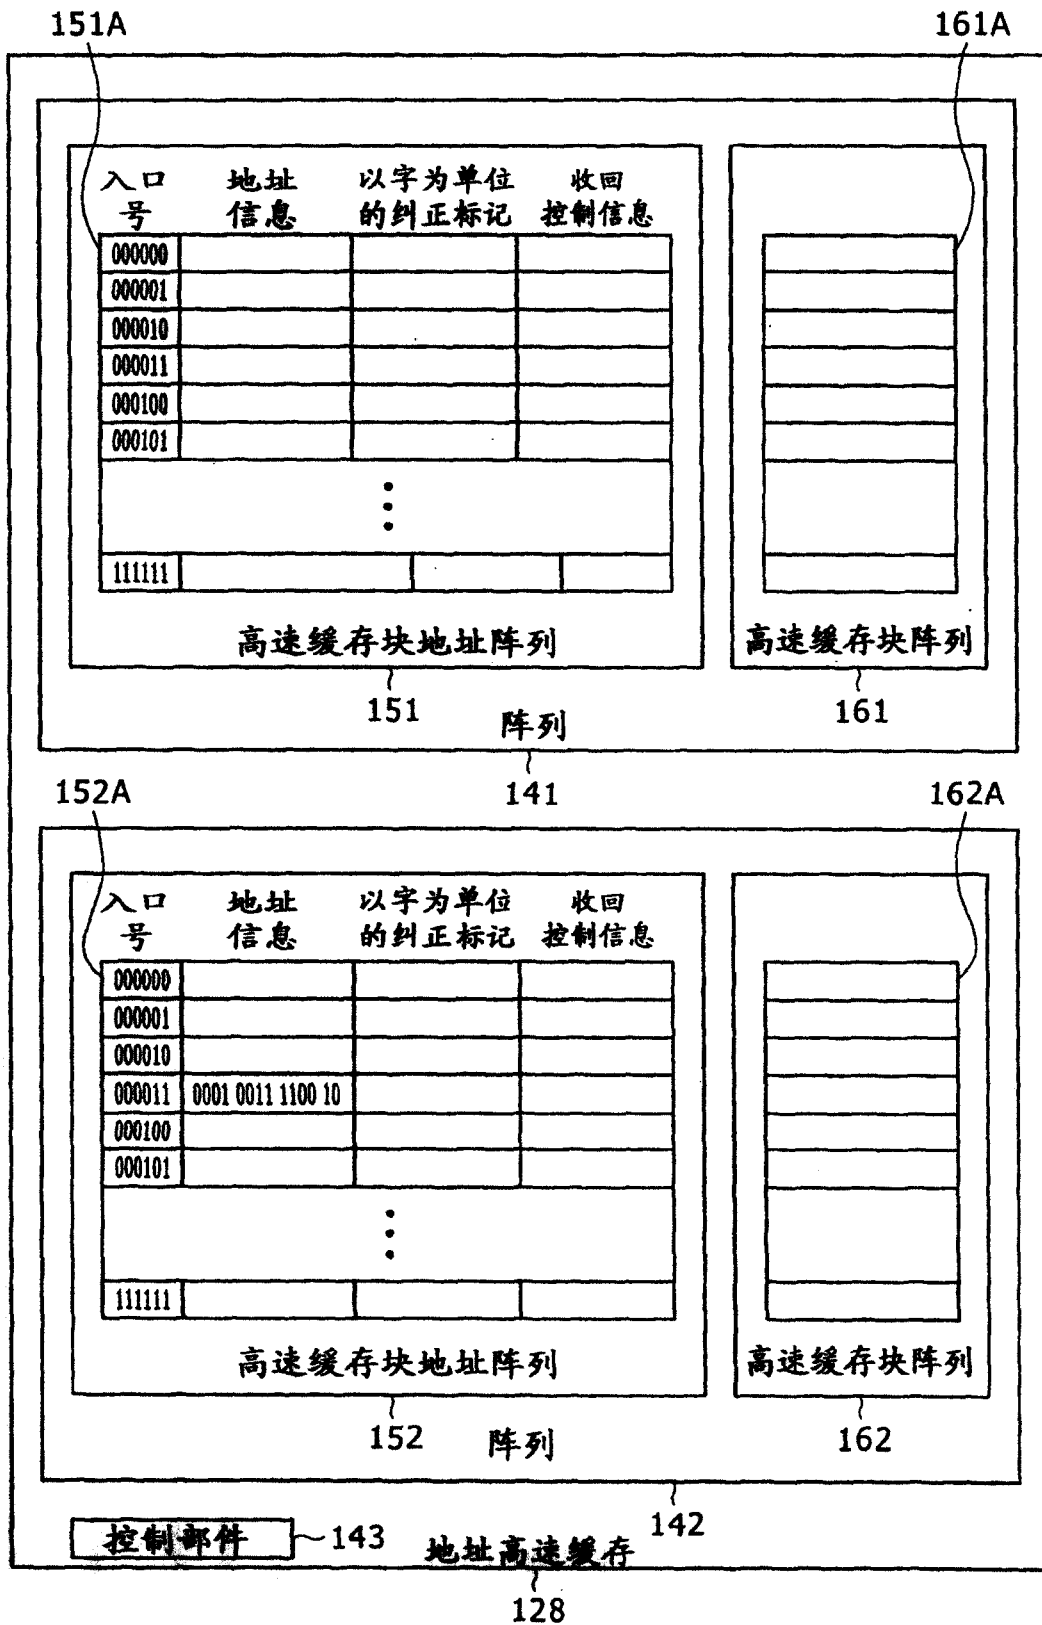 151A
161A
入口号 地址信息 以字为单位的纠正标记 收回控制信息
000000
000001
000010
000011
000100
000101
111111
高速缓存块地址阵列
高速缓存块阵列
151
161
阵列
141
152A
162A
入口号 地址信息 以字为单位的纠正标记 收回控制信息
000000
000001
000010
000011 0001 0011 1100 10
000100
000101
111111
高速缓存块地址阵列
高速缓存块阵列
152
162
阵列
142
控制部件 143
地址高速缓存
128